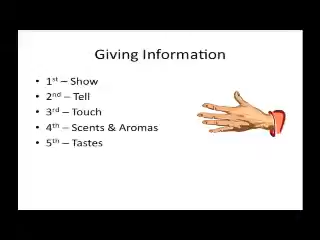 Giving Information
• 1st – Show
• 2nd – Tell
• 3rd – Touch
• 4th – Scents & Aromas
• 5th – Tastes